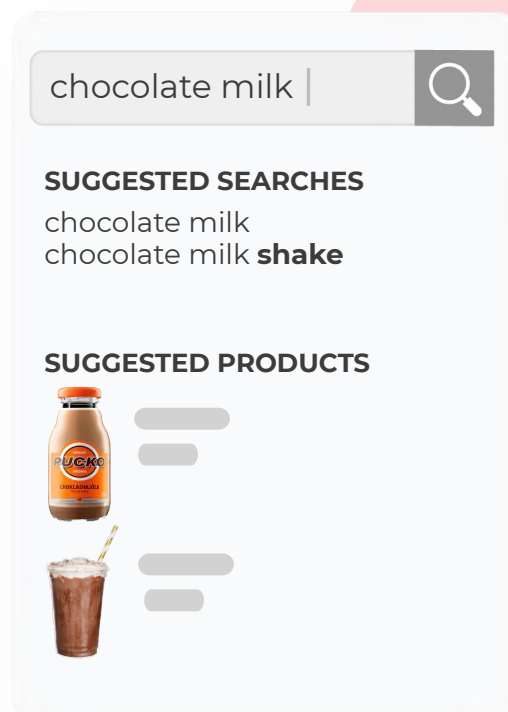 chocolate milk
SUGGESTED SEARCHES
chocolate milk
chocolate milk shake
SUGGESTED PRODUCTS
PUCKO
CHOKLADMJÖLK